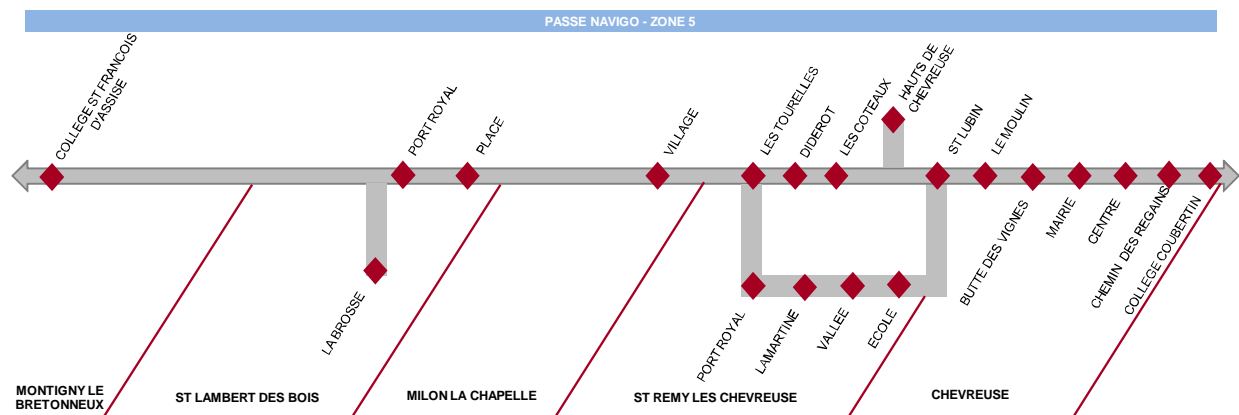 PASSE NAVIGO - ZONE 5
COLLEGE ST FRANCOIS
D'ASSISE
PORT ROYAL
PLACE
VILLAGE
LES TOURELLES
DIDEROT
LES COTEAUX
HAUTS DE
CHEVREUSE
ST LUBIN
LE MOULIN
LA BROSSE
PORT ROYAL
LAMARTINE
VALLEE
ECOLE
BUTTE DES VIGNES
MAIRIE
CENTRE
CHEMIN DES REGAINS
COLLEGE COUBERTIN
MONTIGNY LE
BRETONNEUX
ST LAMBERT DES BOIS
MILON LA CHAPELLE
ST REMY LES CHEVREUSE
CHEVREUSE